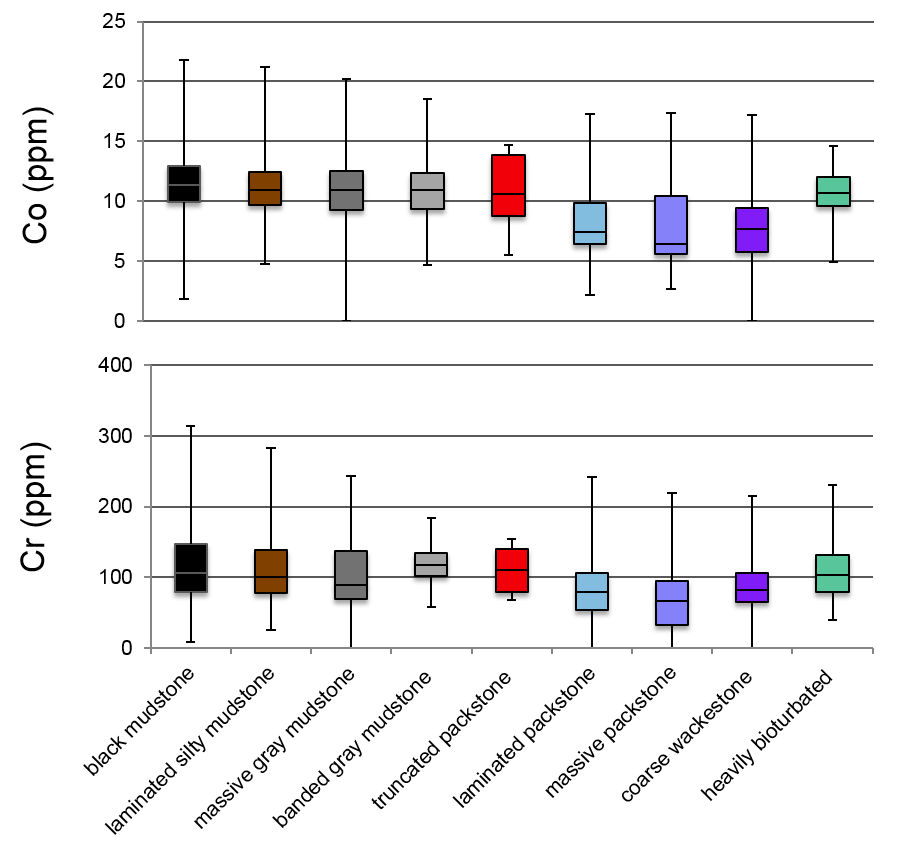 Co (ppm)
25
20
15
10
5
0
Cr (ppm)
400
300
200
100
0
black mudstone
laminated silty mudstone
massive gray mudstone
banded gray mudstone
truncated packstone
laminated packstone
massive packstone
coarse wackestone
heavily bioturbated